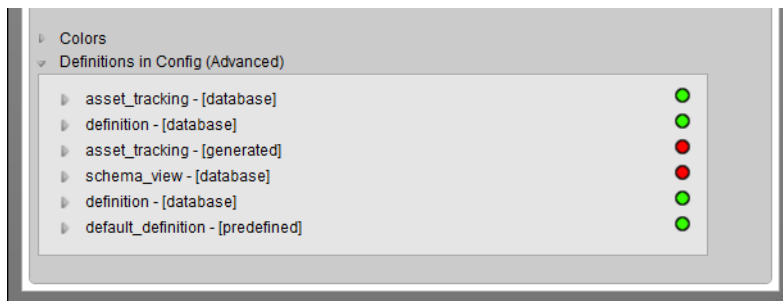 Colors
Definitions in Config (Advanced)
asset_tracking - [database]
definition - [database]
asset_tracking - [generated]
schema_view - [database]
definition - [database]
default_definition - [predefined]